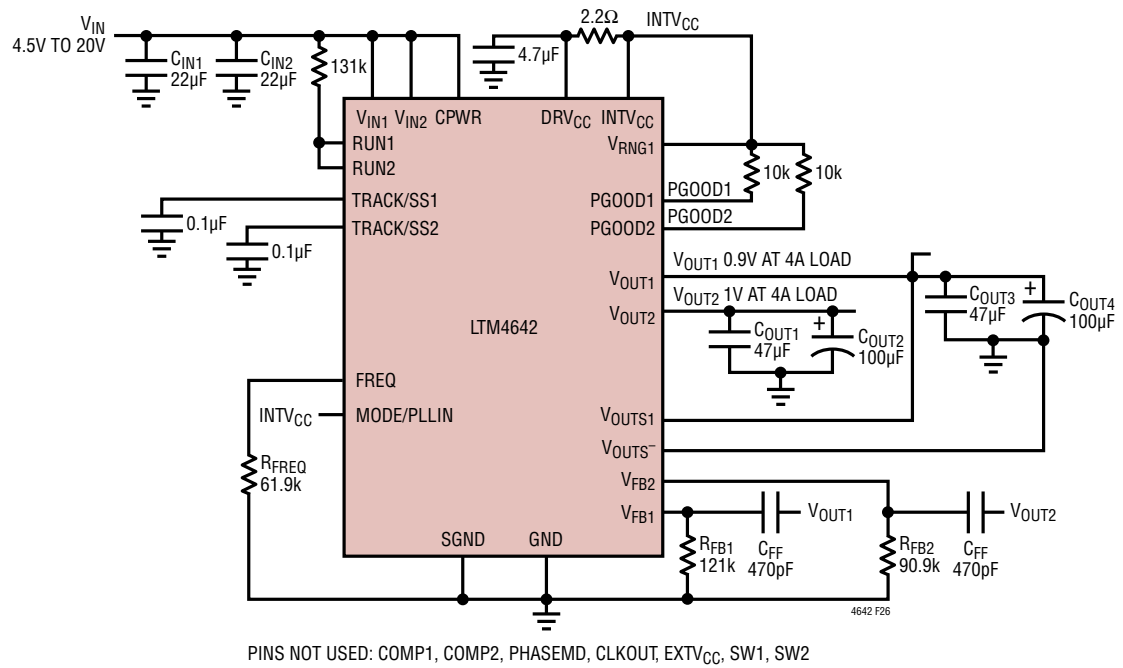 VIN
4.5V TO 20V
CIN1
22µF
CIN2
22µF
131k
4.7µF
2.2Ω
INTVCC
VIN1 VIN2 CPWR
DRVCC INTVCC
RUN1
RUN2
TRACK/SS1
TRACK/SS2
0.1µF
0.1µF
VRNG1
10k
10k
PGOOD1
PGOOD1
PGOOD2
PGOOD2
VOUT1 0.9V AT 4A LOAD
VOUT1
VOUT2 1V AT 4A LOAD
VOUT2
COUT1
47µF
+
COUT2
100µF
COUT3
47µF
+
COUT4
100µF
LTM4642
FREQ
INTVCC
MODE/PLLIN
RFREQ
61.9k
VOUTS1
VOUTS–
VFB2
VFB1
VOUT1
VOUT2
SGND
GND
RFB1
121k
CFF
470pF
RFB2
90.9k
CFF
470pF
4642 F26
PINS NOT USED: COMP1, COMP2, PHASEMD, CLKOUT, EXTVCC, SW1, SW2